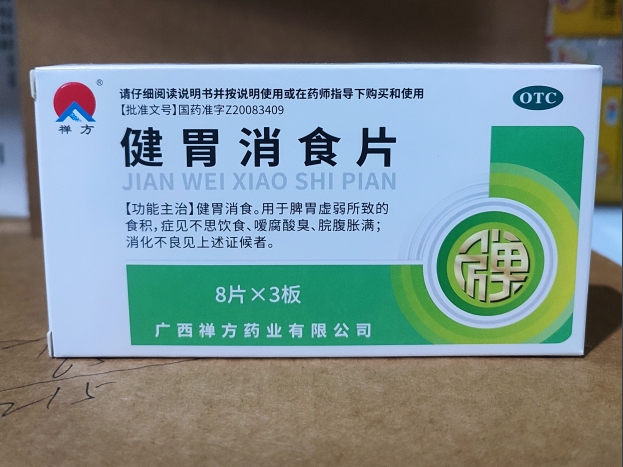 请仔细阅读说明书并按说明使用或在药师指导下购买和使用
OTC
【批准文号】国药准字Z20083409
®
禅方
健胃消食片
JIAN WEI XIAO SHI PIAN
【功能主治】健胃消食。用于脾胃虚弱所致的
食积,症见不思饮食、嗳腐酸臭、脘腹胀满;
消化不良见上述证候者。
禅
8片×3板
广西禅方药业有限公司
215